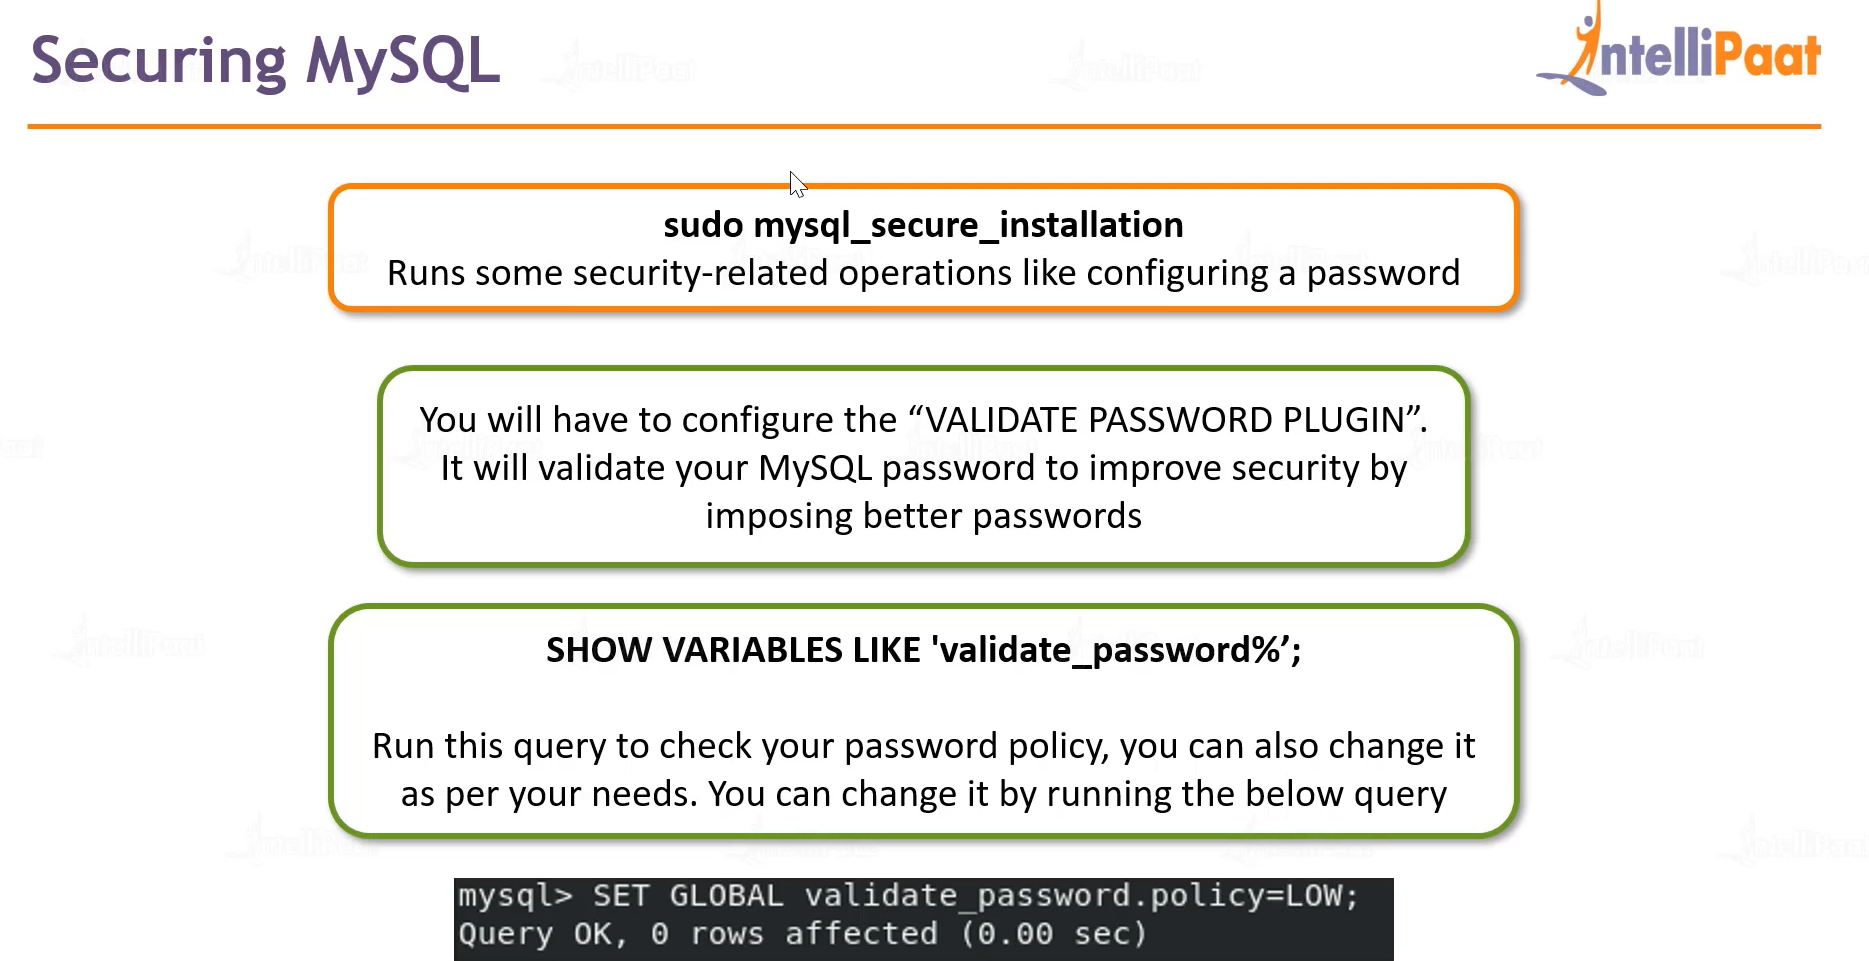 Securing MySQL
IntelliPaat
sudo mysql_secure_installation
Runs some security-related operations like configuring a password
You will have to configure the “VALIDATE PASSWORD PLUGIN”.
It will validate your MySQL password to improve security by
imposing better passwords
SHOW VARIABLES LIKE 'validate_password%’;
Run this query to check your password policy, you can also change it
as per your needs. You can change it by running the below query
mysql> SET GLOBAL validate_password.policy=LOW;
Query OK, 0 rows affected (0.00 sec)